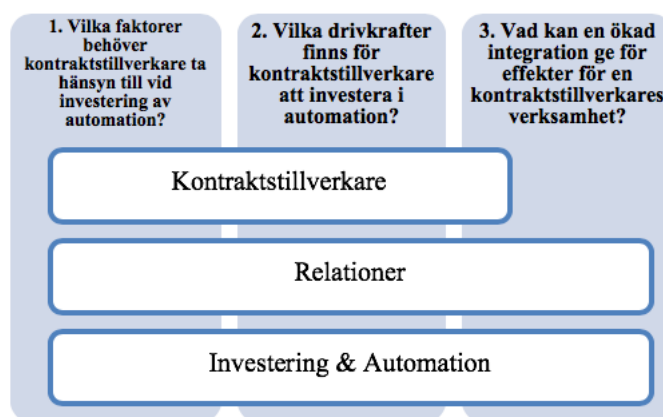 1. Vilka faktorer
behöver
kontraktstillverkare ta
hänsyn till vid
investering av
automation?
2. Vilka drivkrafter
finns för
kontraktstillverkare
att investera i
automation?
3. Vad kan en ökad
integration ge för
effekter för en
kontraktstillverkares
verksamhet?
Kontraktstillverkare
Relationer
Investering & Automation